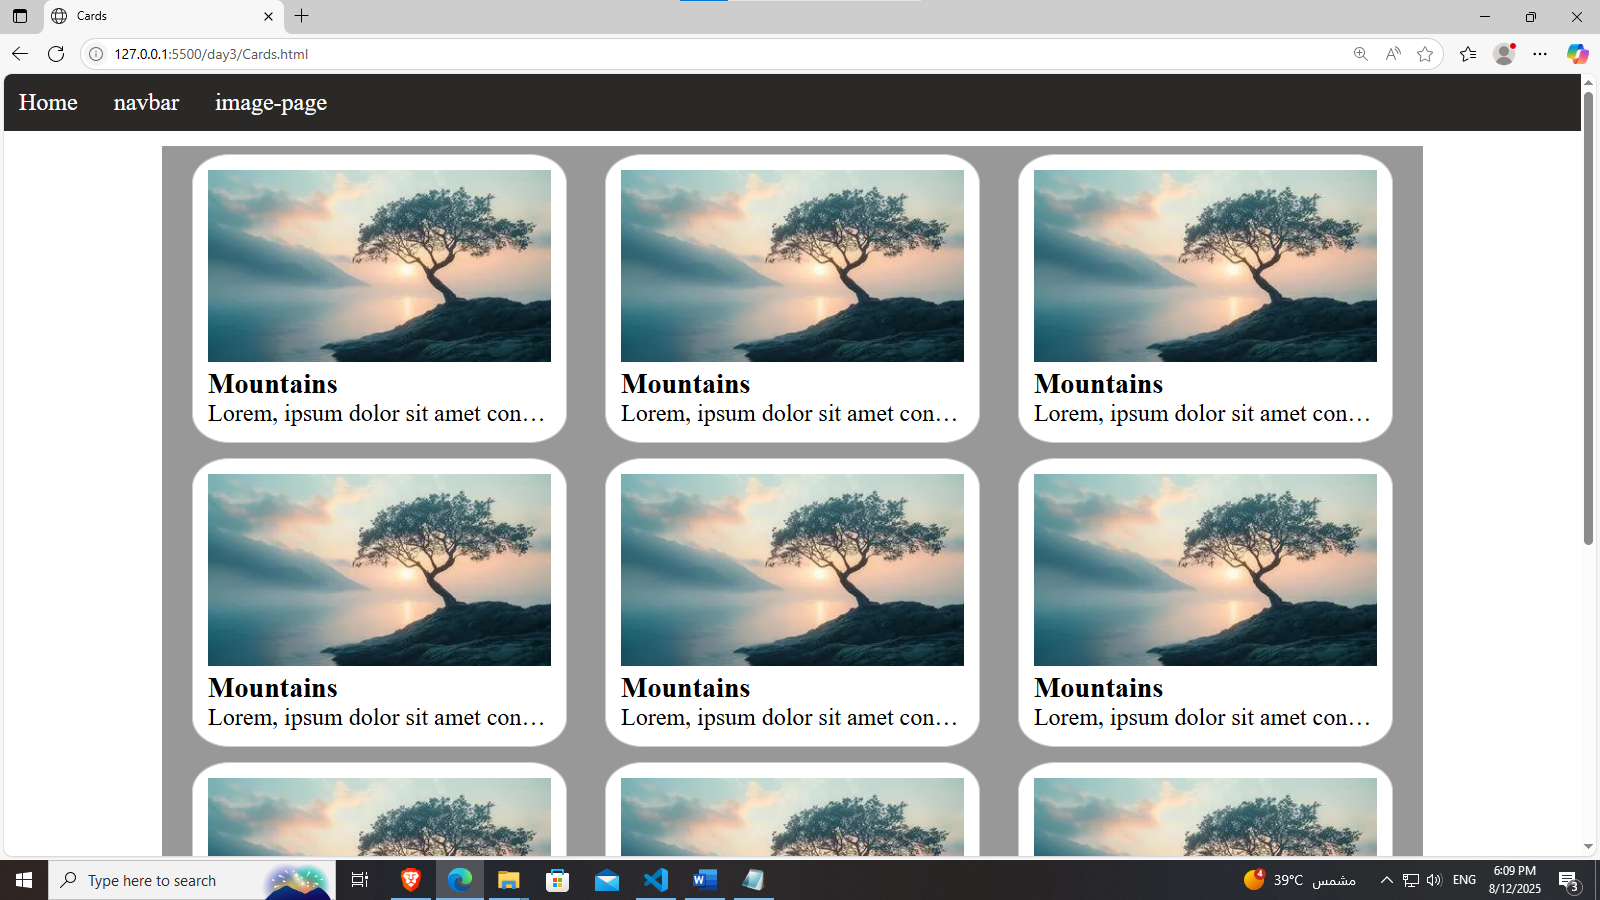 Cards
127.0.0.1:5500/day3/Cards.html
Home navbar image-page
Mountains Mountains Mountains
Lorem, ipsum dolor sit amet con... Lorem, ipsum dolor sit amet con... Lorem, ipsum dolor sit amet con...
Mountains Mountains Mountains
Lorem, ipsum dolor sit amet con... Lorem, ipsum dolor sit amet con... Lorem, ipsum dolor sit amet con...
Type here to search
4
39°C مشمس
ENG
6:09 PM
8/12/2025
3